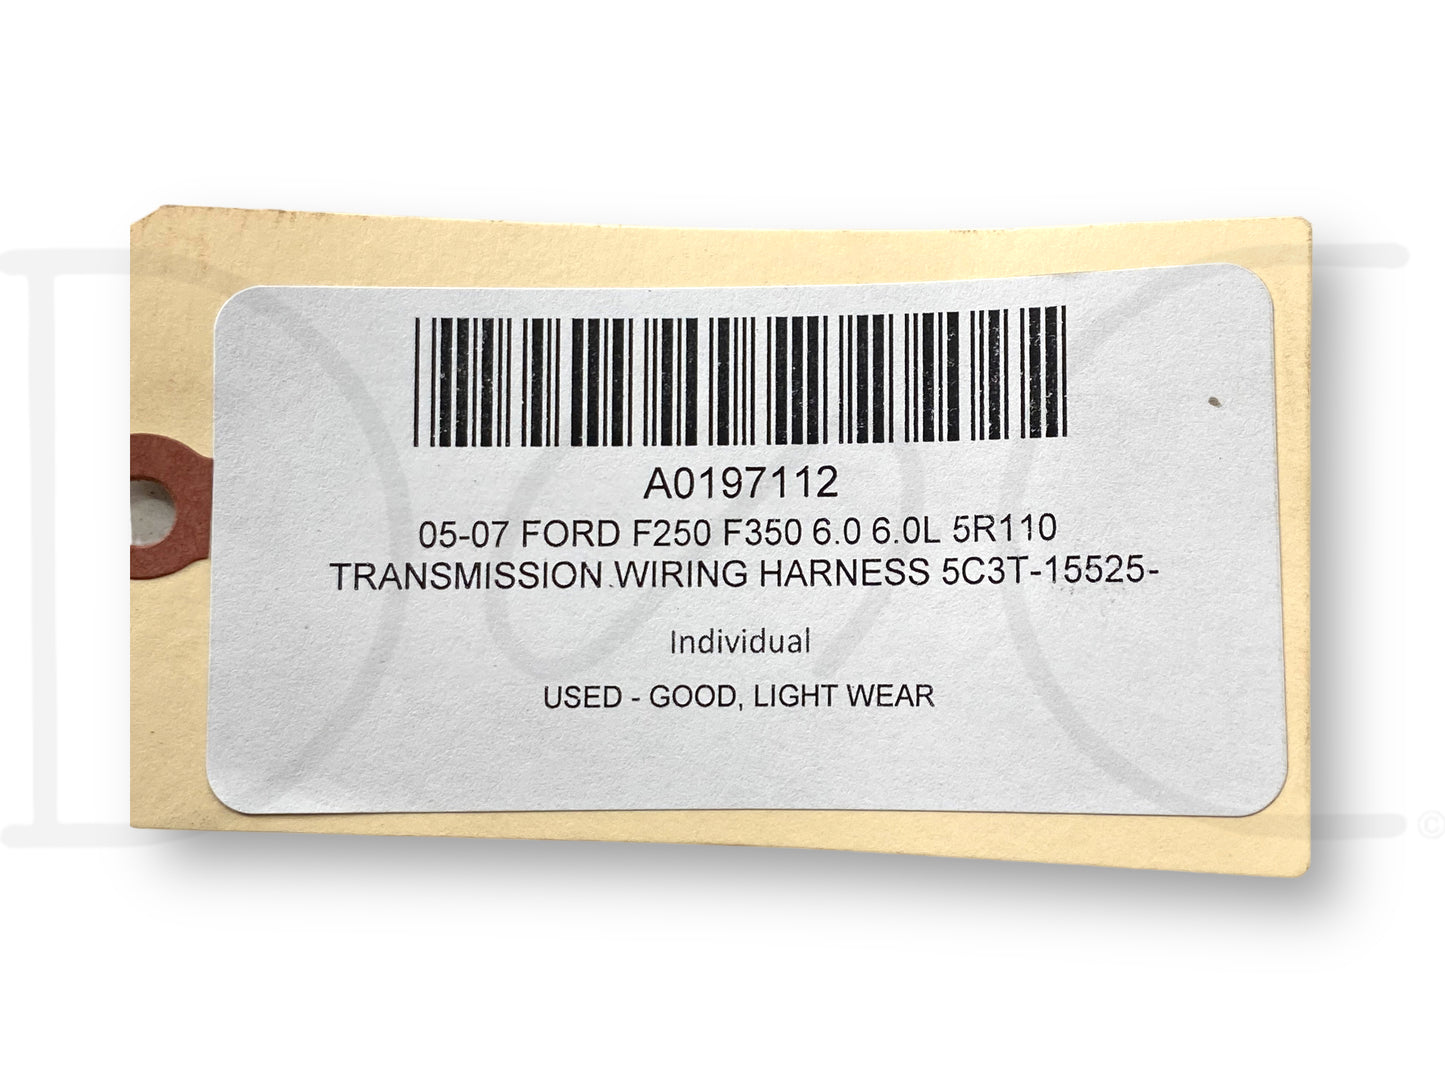 A0197112
05-07 FORD F250 F350 6.0 6.0L 5R110
TRANSMISSION WIRING HARNESS 5C3T-15525-
Individual
USED - GOOD, LIGHT WEAR
©